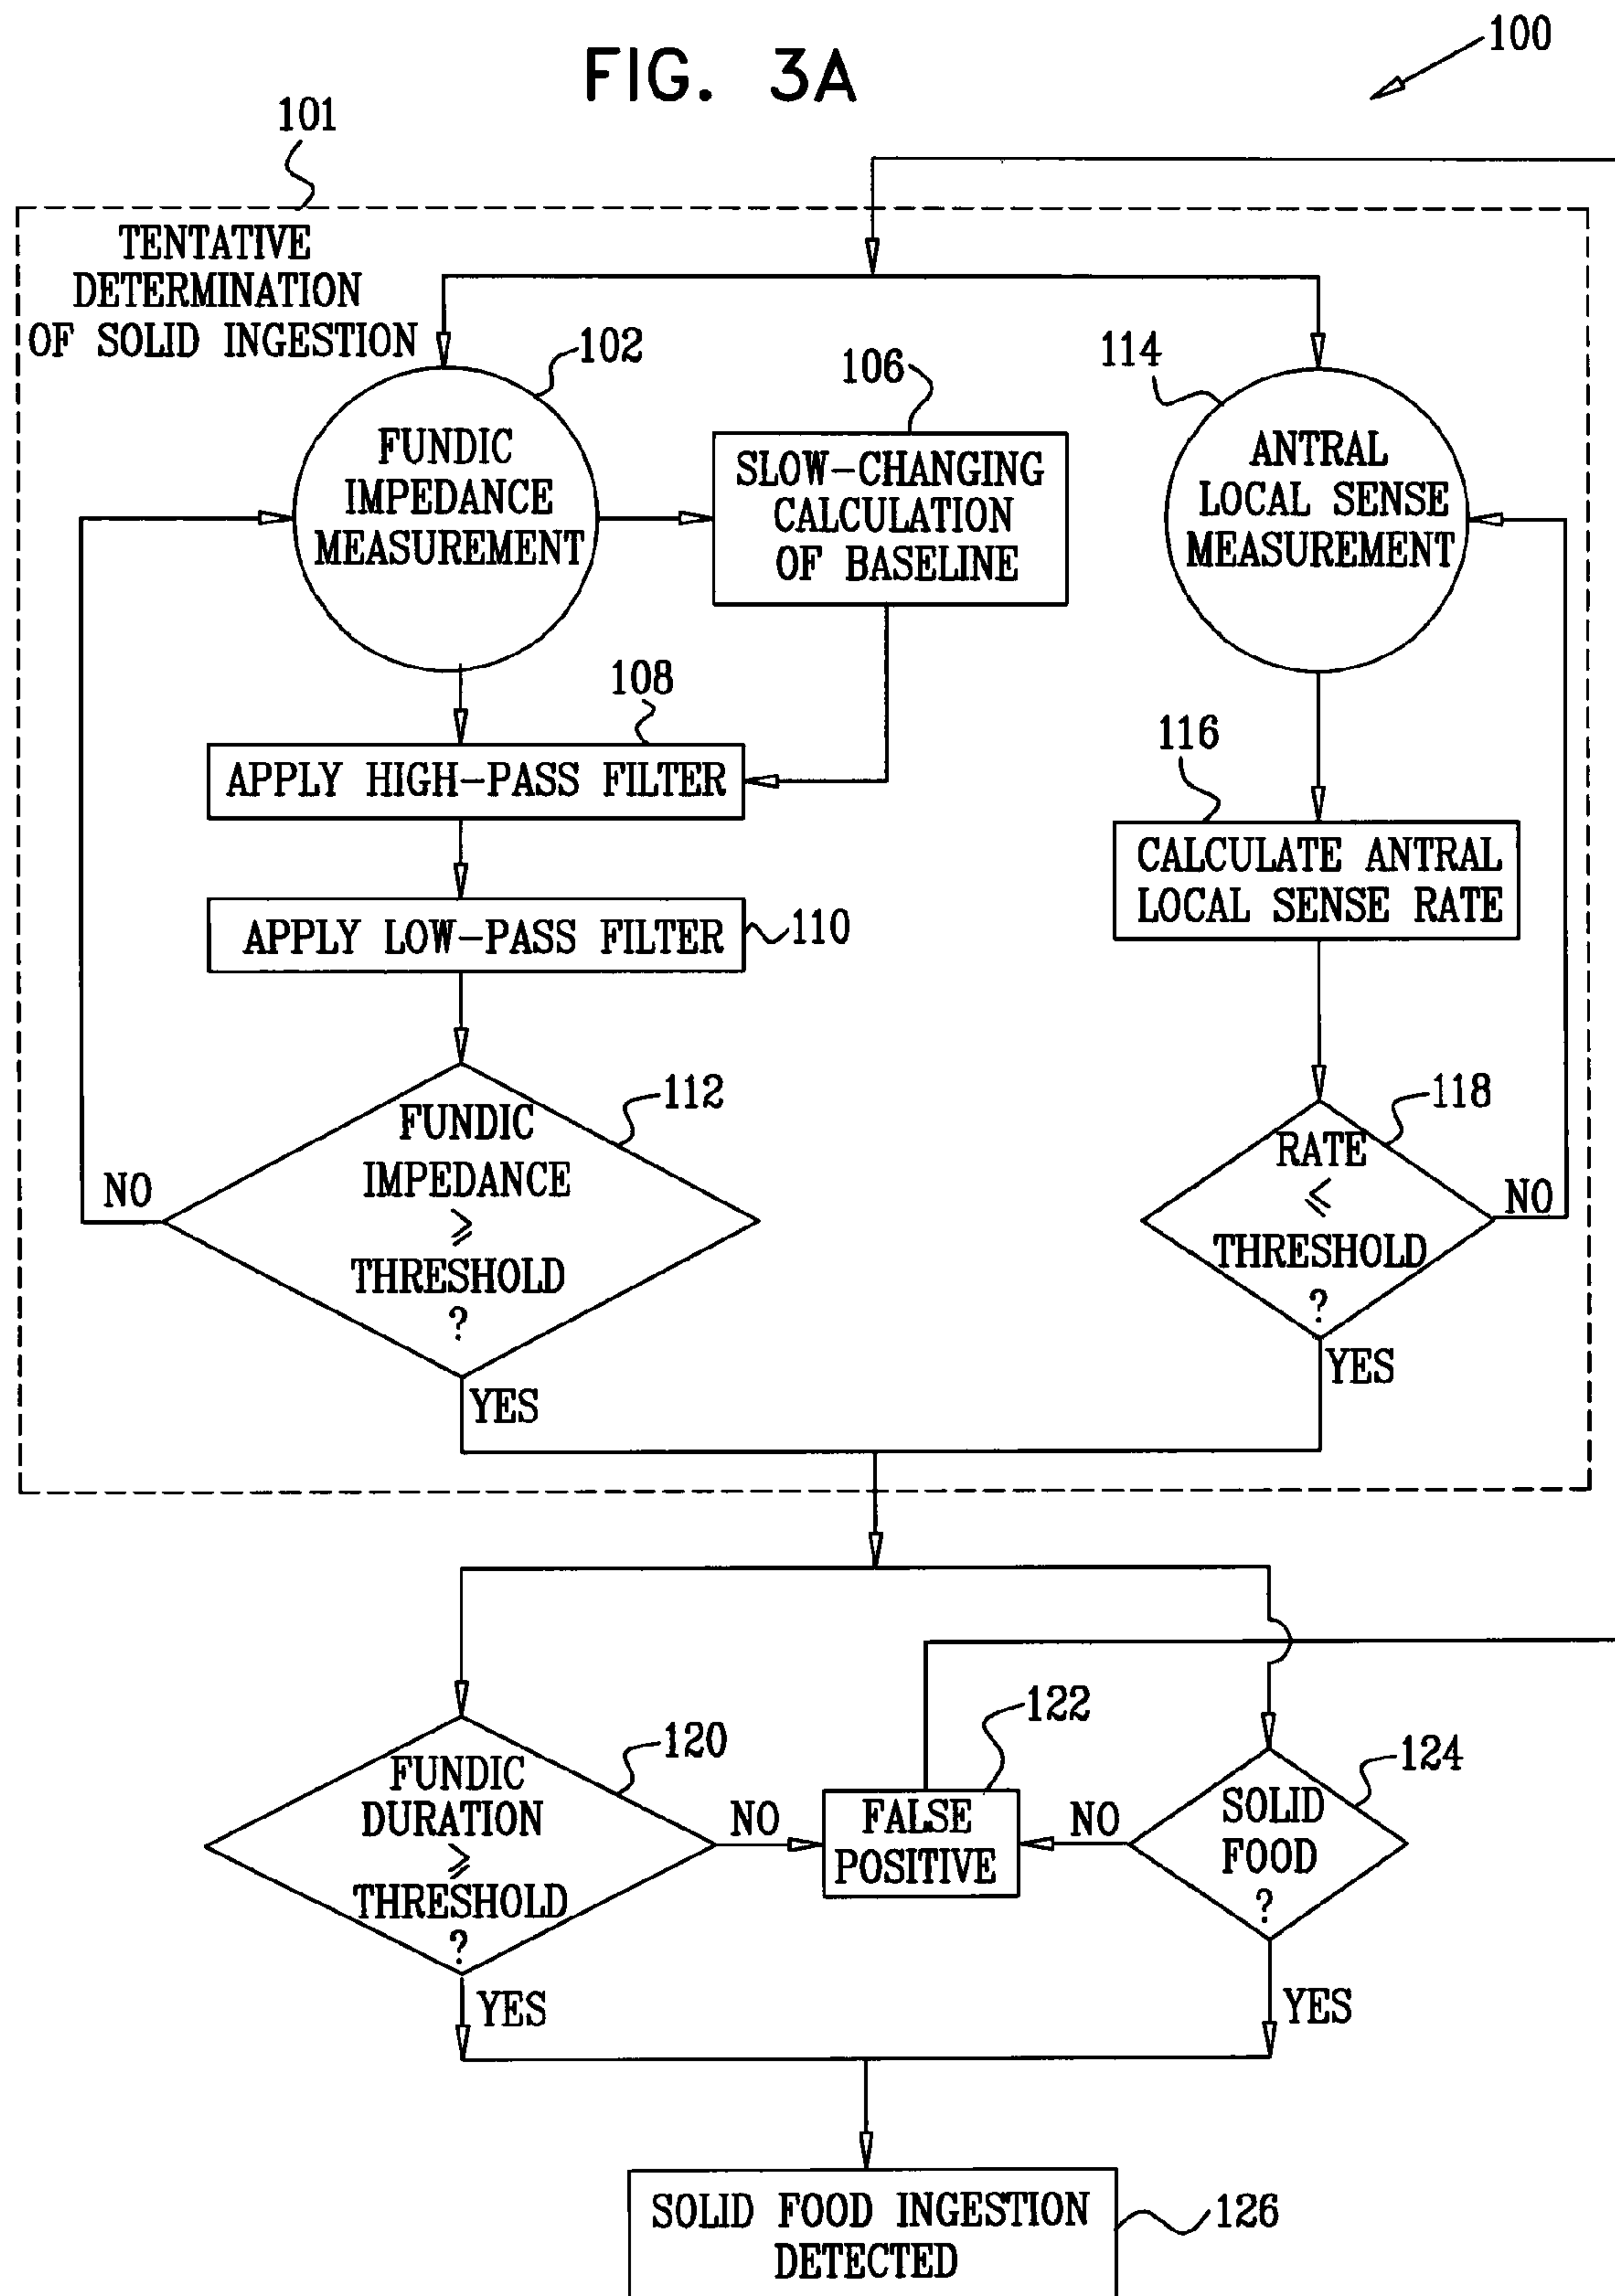 FIG. 3A
100
101
TENTATIVE
DETERMINATION
OF SOLID INGESTION
102
FUNDIC
IMPEDANCE
MEASUREMENT
106
SLOW-CHANGING
CALCULATION
OF BASELINE
114
ANTRAL
LOCAL SENSE
MEASUREMENT
108
APPLY HIGH-PASS FILTER
116
CALCULATE ANTRAL
LOCAL SENSE RATE
APPLY LOW-PASS FILTER
110
112
FUNDIC
IMPEDANCE
⩾
THRESHOLD
?
NO
YES
118
RATE
⩽
THRESHOLD
?
NO
YES
120
FUNDIC
DURATION
⩾
THRESHOLD
?
NO
YES
122
FALSE
POSITIVE
124
SOLID
FOOD
?
NO
YES
SOLID FOOD INGESTION
DETECTED
126